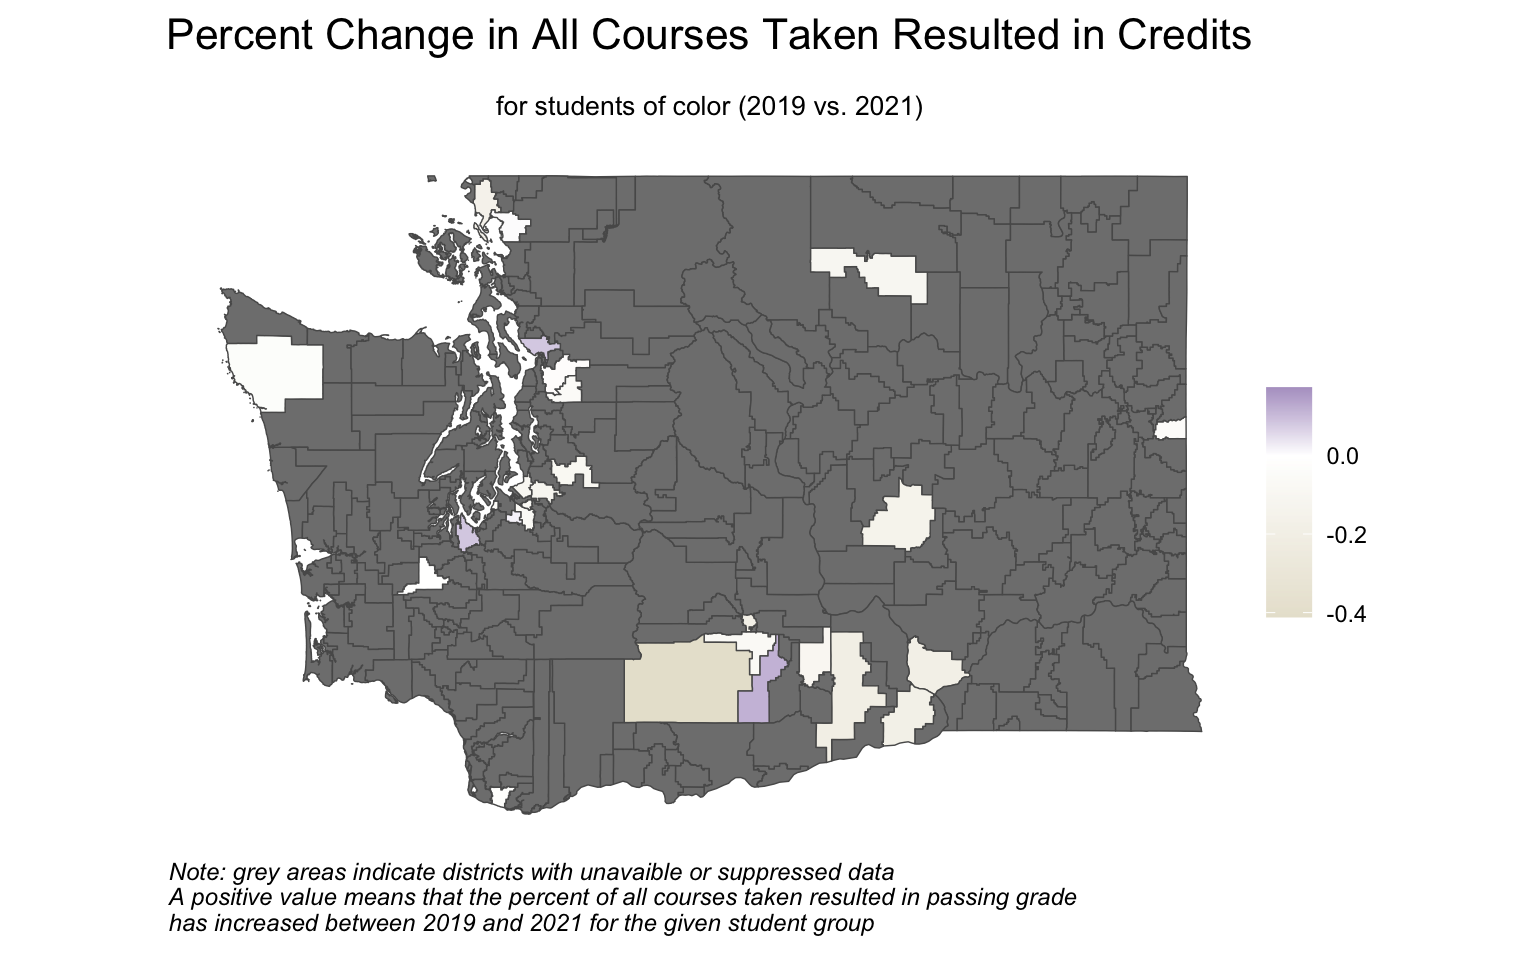 Percent Change in All Courses Taken Resulted in Credits
for students of color (2019 vs. 2021)
0.0
-0.2
-0.4
Note: grey areas indicate districts with unavaible or suppressed data
A positive value means that the percent of all courses taken resulted in passing grade
has increased between 2019 and 2021 for the given student group